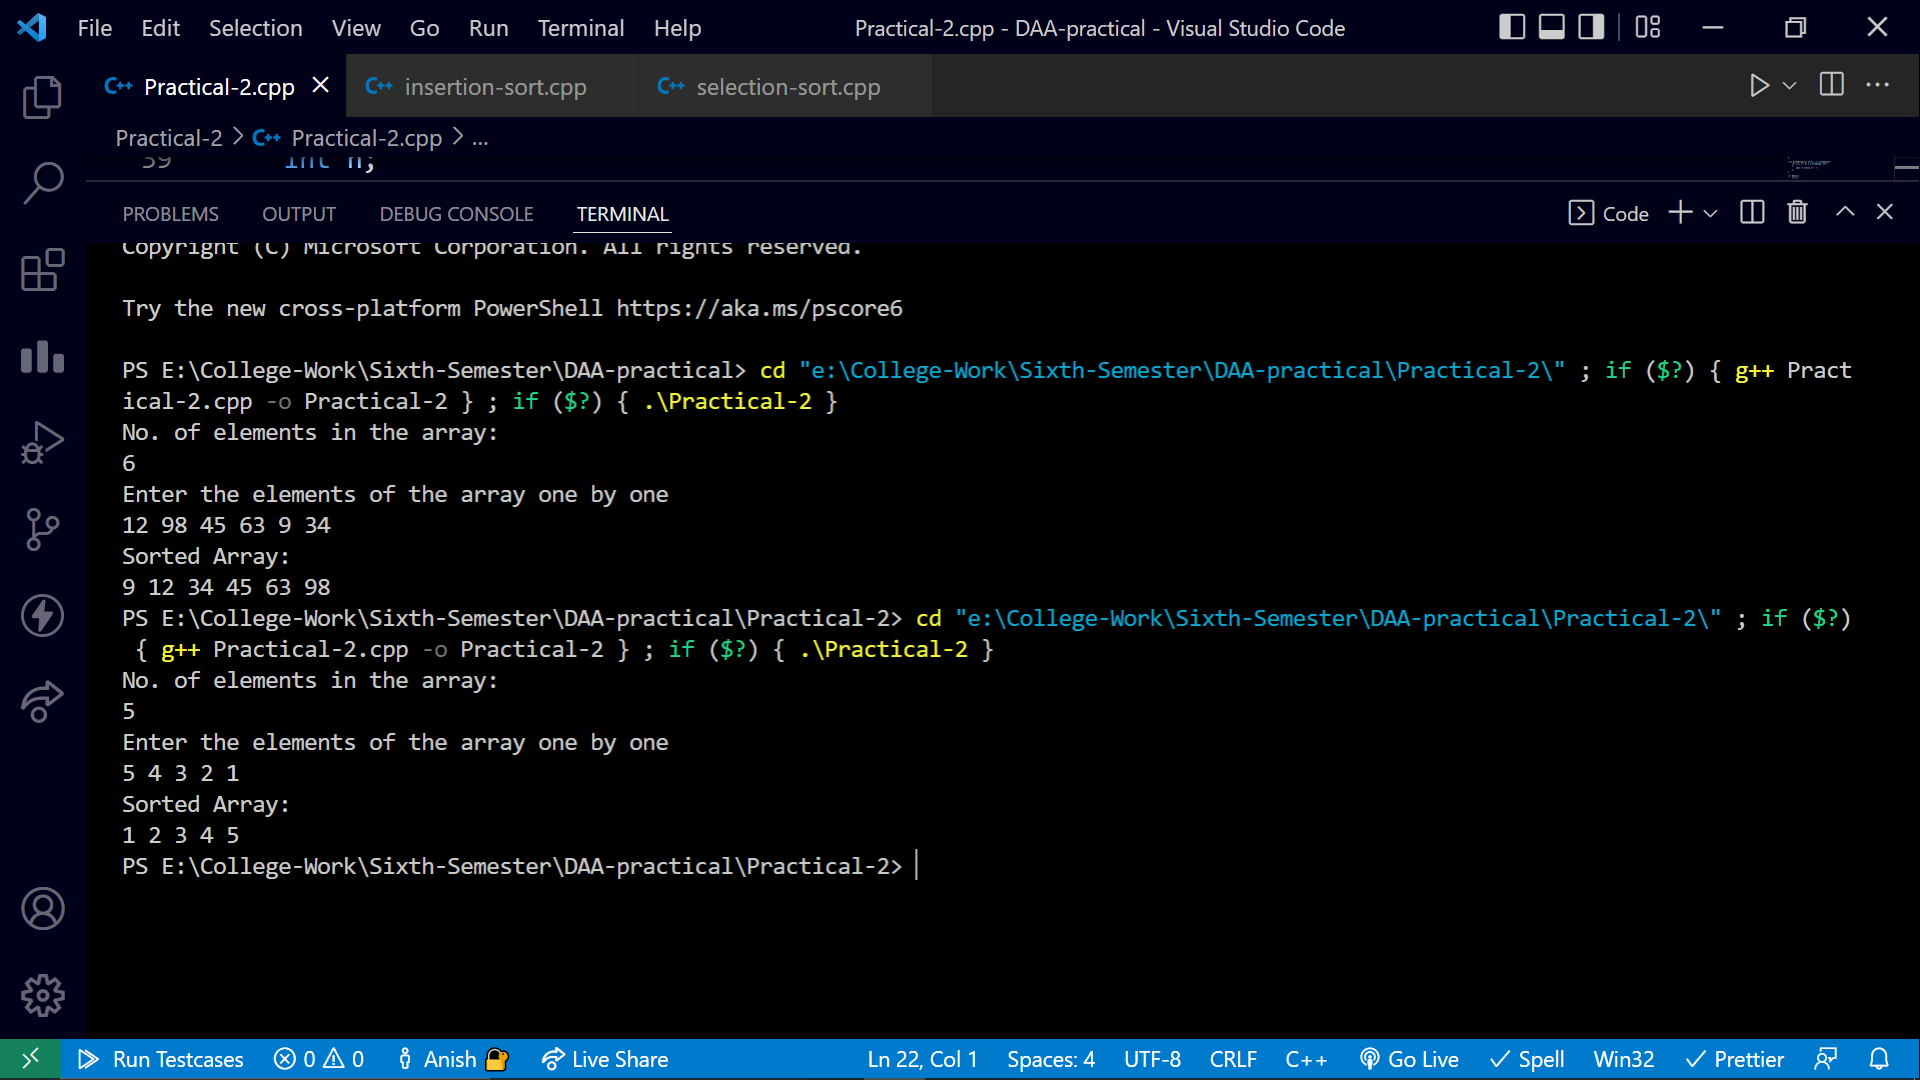 File Edit Selection View Go Run Terminal Help Practical-2.cpp - DAA-practical - Visual Studio Code
C++ Practical-2.cpp C++ insertion-sort.cpp C++ selection-sort.cpp
Practical-2 > C++ Practical-2.cpp > ...
39 int n;
PROBLEMS OUTPUT DEBUG CONSOLE TERMINAL Code
Copyright (C) Microsoft Corporation. All rights reserved.
Try the new cross-platform PowerShell https://aka.ms/pscore6
PS E:\College-Work\Sixth-Semester\DAA-practical> cd "e:\College-Work\Sixth-Semester\DAA-practical\Practical-2\" ; if ($?) { g++ Pract
ical-2.cpp -o Practical-2 } ; if ($?) { .\Practical-2 }
No. of elements in the array:
6
Enter the elements of the array one by one
12 98 45 63 9 34
Sorted Array:
9 12 34 45 63 98
PS E:\College-Work\Sixth-Semester\DAA-practical\Practical-2> cd "e:\College-Work\Sixth-Semester\DAA-practical\Practical-2\" ; if ($?)
{ g++ Practical-2.cpp -o Practical-2 } ; if ($?) { .\Practical-2 }
No. of elements in the array:
5
Enter the elements of the array one by one
5 4 3 2 1
Sorted Array:
1 2 3 4 5
PS E:\College-Work\Sixth-Semester\DAA-practical\Practical-2>
Run Testcases 0 0 Anish Live Share Ln 22, Col 1 Spaces: 4 UTF-8 CRLF C++ Go Live Spell Win32 Prettier